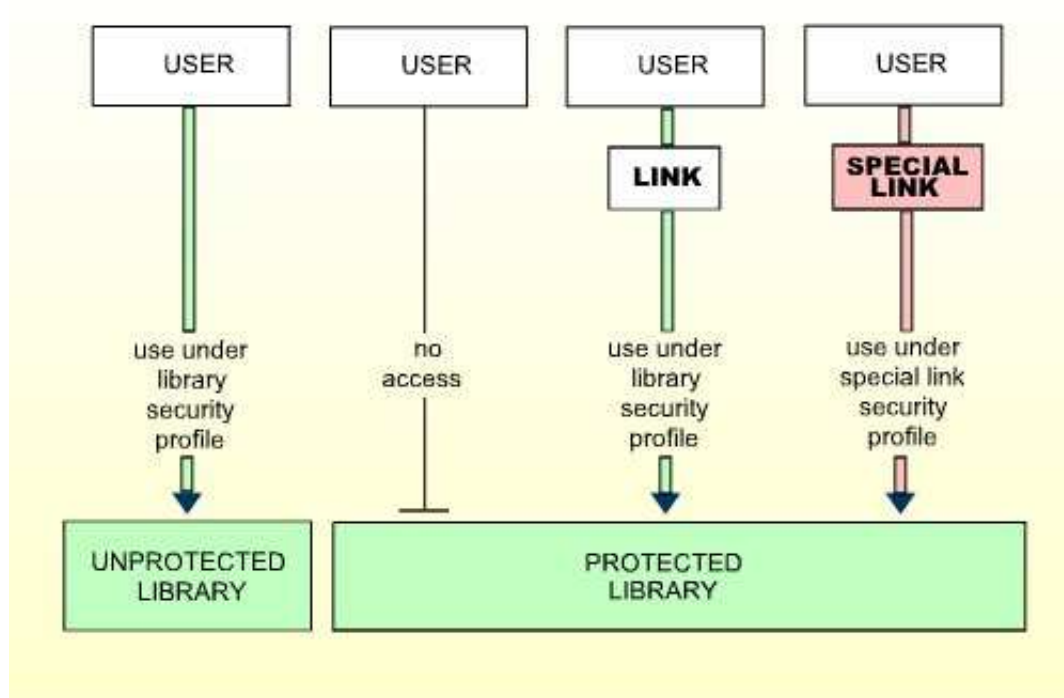 USER
USER
USER
USER
LINK
SPECIAL
LINK
use under
library
security
profile
no
access
use under
library
security
profile
use under
special link
security
profile
UNPROTECTED
LIBRARY
PROTECTED
LIBRARY